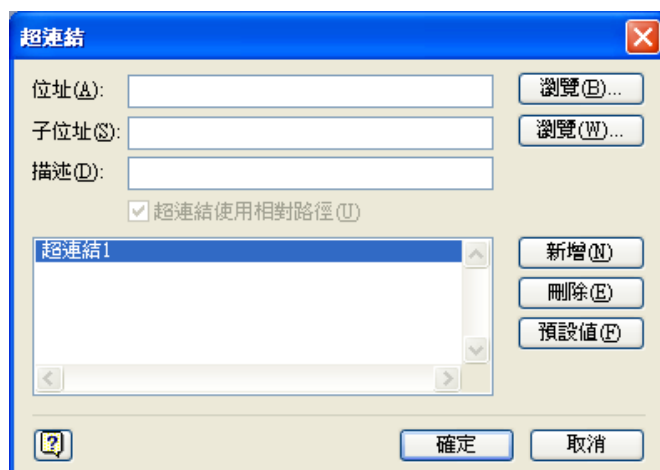 超連結
位址(A):
瀏覽(B)...
子位址(S):
瀏覽(W)...
描述(D):
超連結使用相對路徑(U)
超連結1
新增(N)
刪除(E)
預設值(F)
?
確定
取消